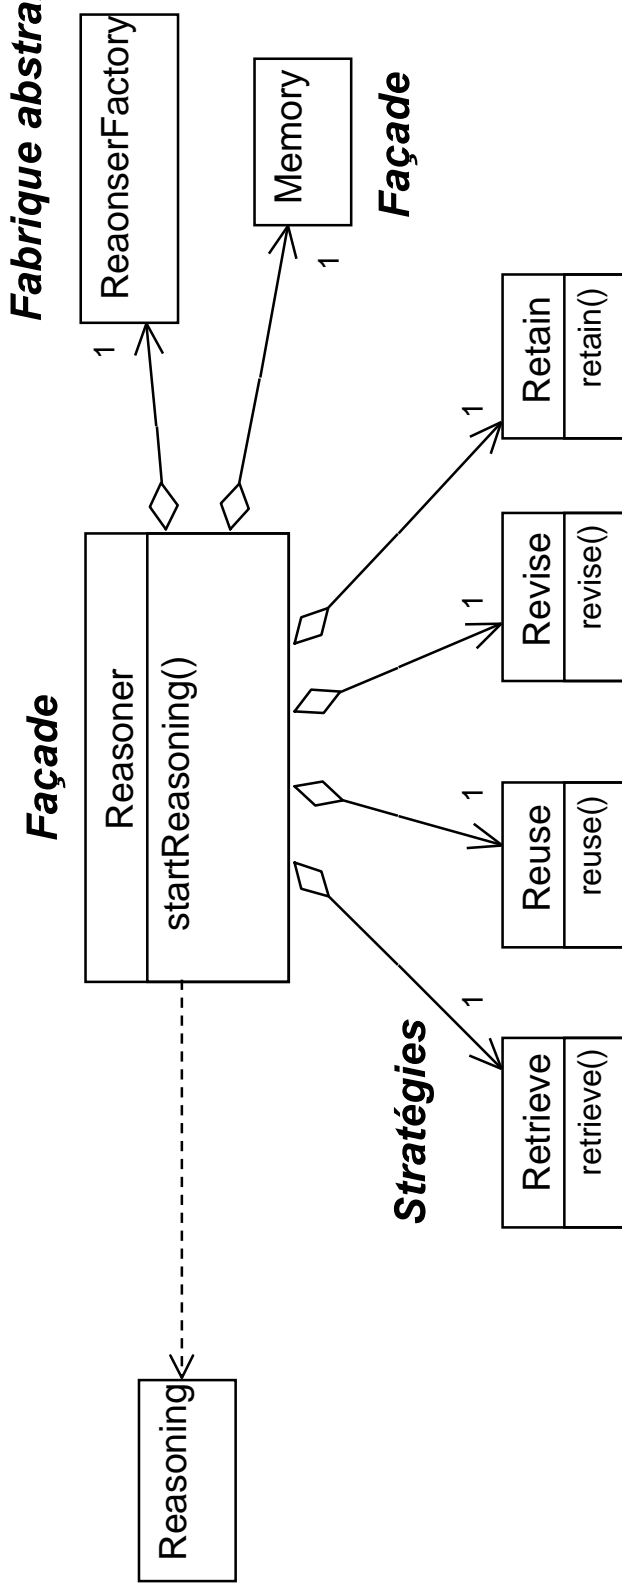 Fabrique abstra
Façade
ReaonserFactory
1
Reasoner
startReasoning()
Reasoning
Memory
1
Façade
Stratégies
1
1
1
1
Retrieve
retrieve()
Reuse
reuse()
Revise
revise()
Retain
retain()